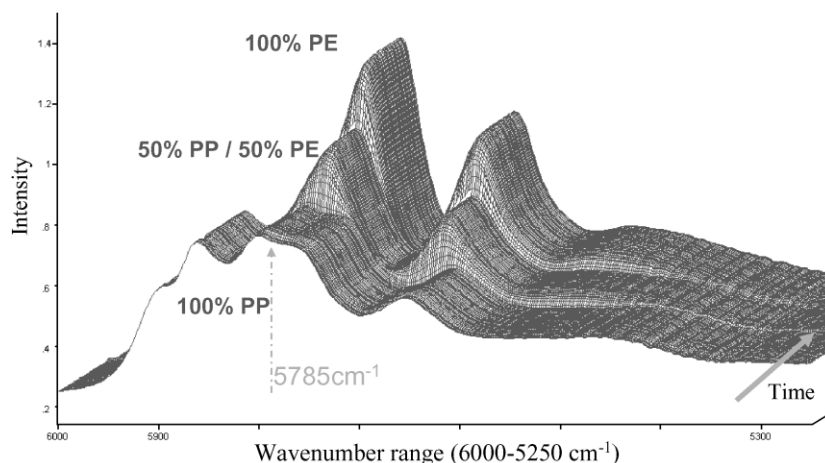 1.4
100% PE
1.2
50% PP / 50% PE
1
Intensity
.8
.6
100% PP
5785cm-1
.4
Time
.2
6000
5900
5300
Wavenumber range (6000-5250 cm-1)